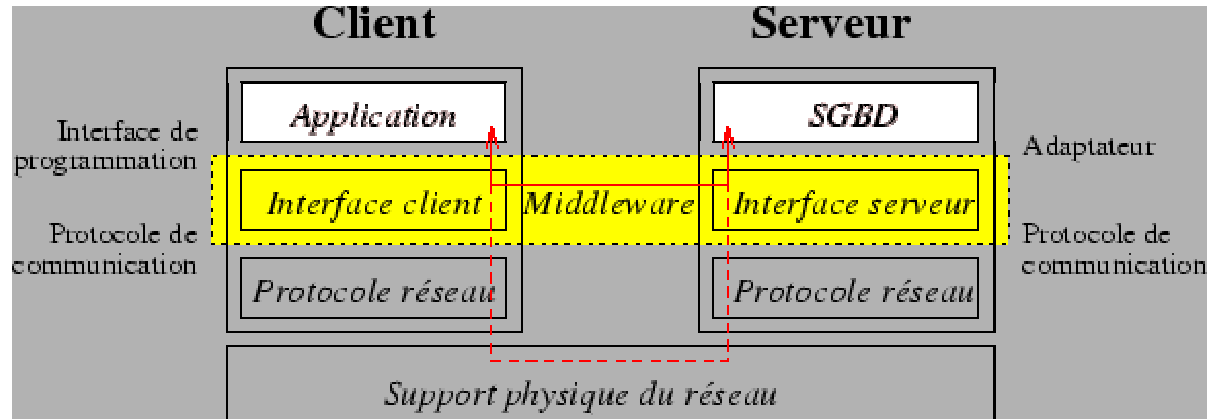 Client
Serveur
Application
SGBD
Interface de
programmation
Adaptateur
Interface client
Middleware
Interface serveur
Protocole de
communication
Protocole de
communication
Protocole réseau
Protocole réseau
Support physique du réseau